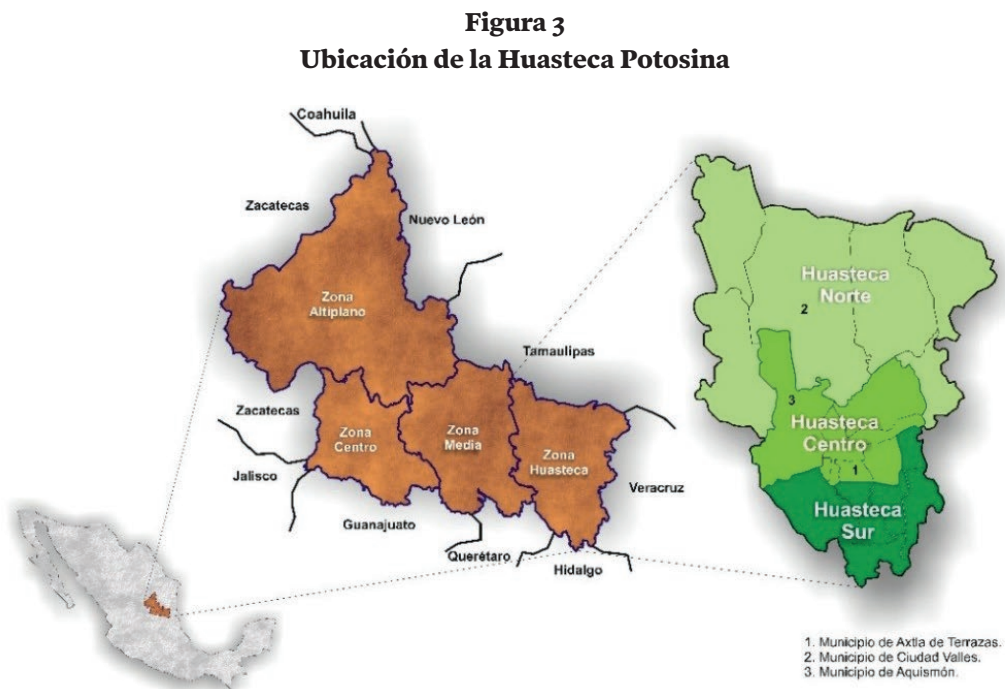 Figura 3
Ubicación de la Huasteca Potosina
Coahuila
Zacatecas
Nuevo León
Zona
Altiplano
Tamaulipas
Zacatecas
Zona
Centro
Zona
Media
Zona
Huasteca
Jalisco
Veracruz
Guanajuato
Querétaro
Hidalgo
Huasteca
Norte
2
3
Huasteca
Centro
1
Huasteca
Sur
1. Municipio de Axtla de Terrazas.
2. Municipio de Ciudad Valles.
3. Municipio de Aquismón.